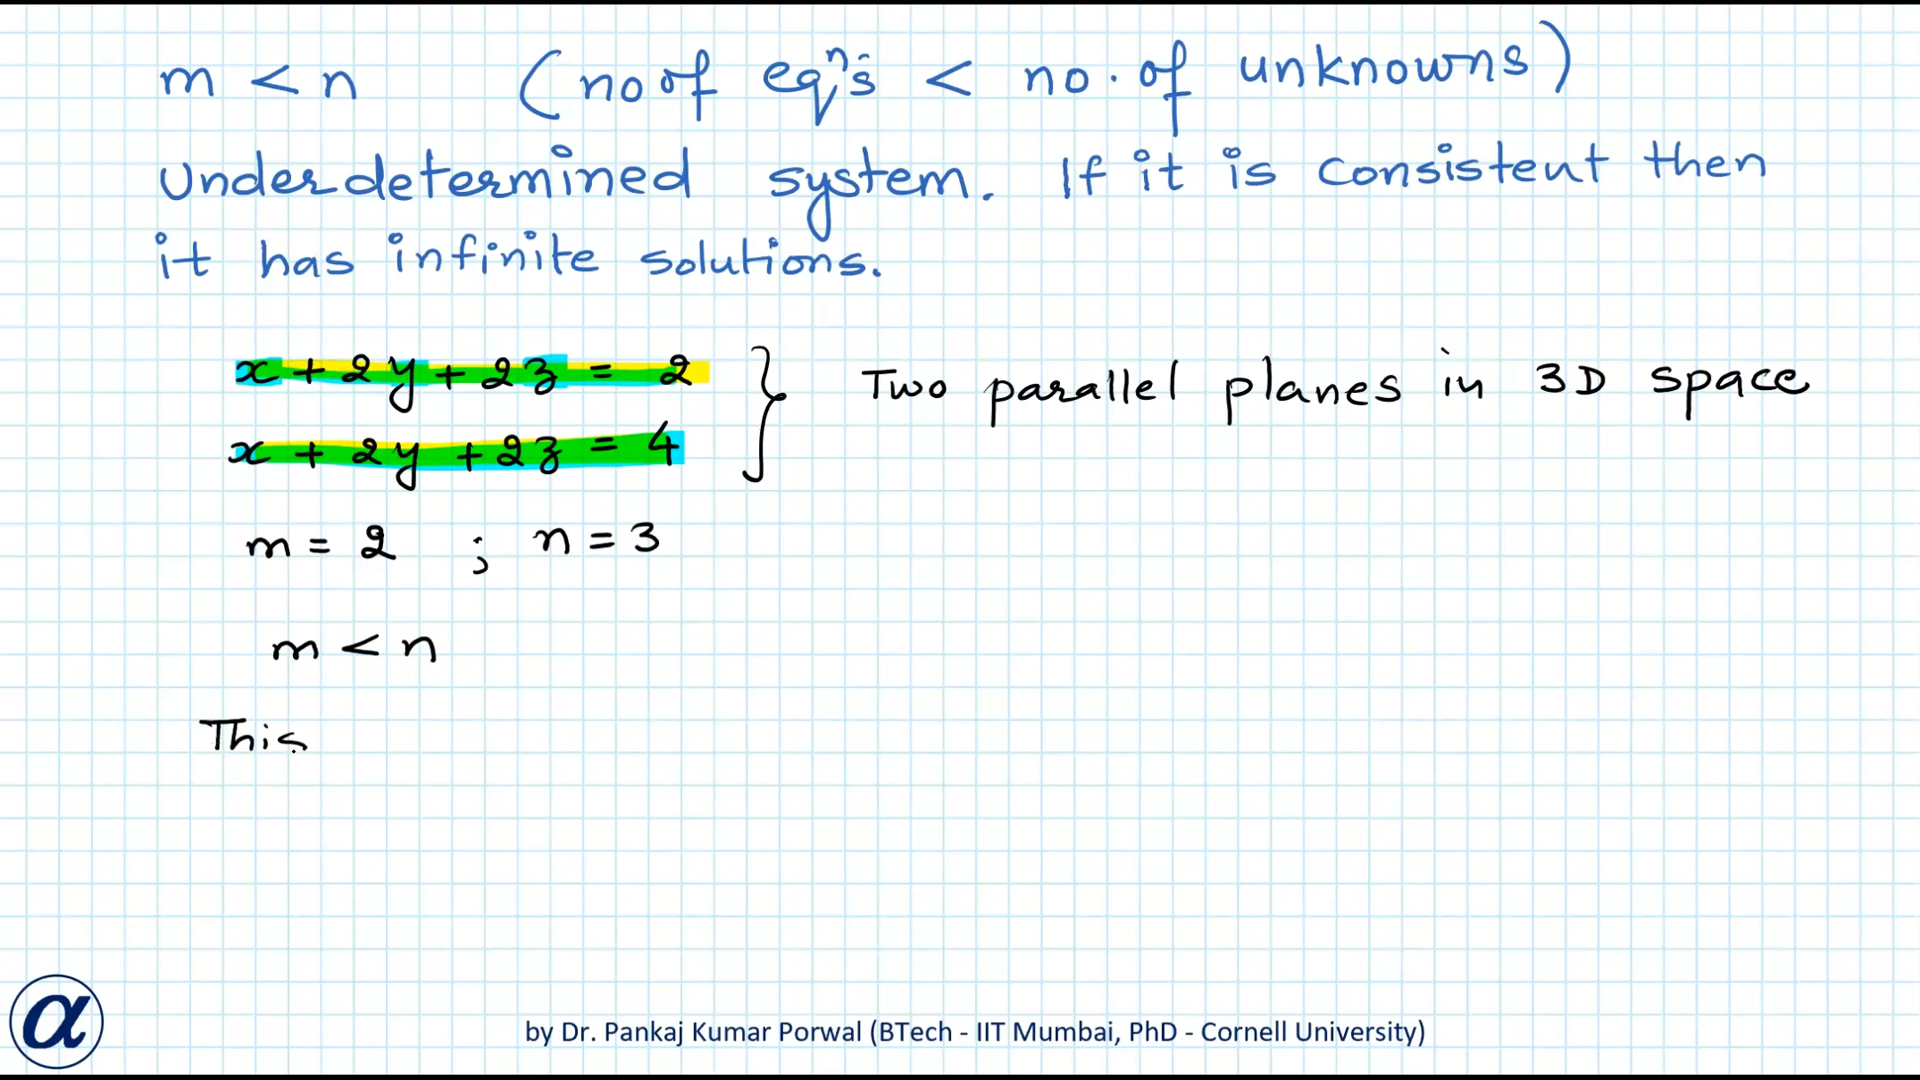 m < n (no of eqⁿs < no. of unknowns)
Underdetermined system. If it is consistent then
it has infinite solutions.
x + 2y + 2z = 2 } Two parallel planes in 3D space
x + 2y + 2z = 4
m = 2 ; n = 3
m < n
This
α
by Dr. Pankaj Kumar Porwal (BTech - IIT Mumbai, PhD - Cornell University)